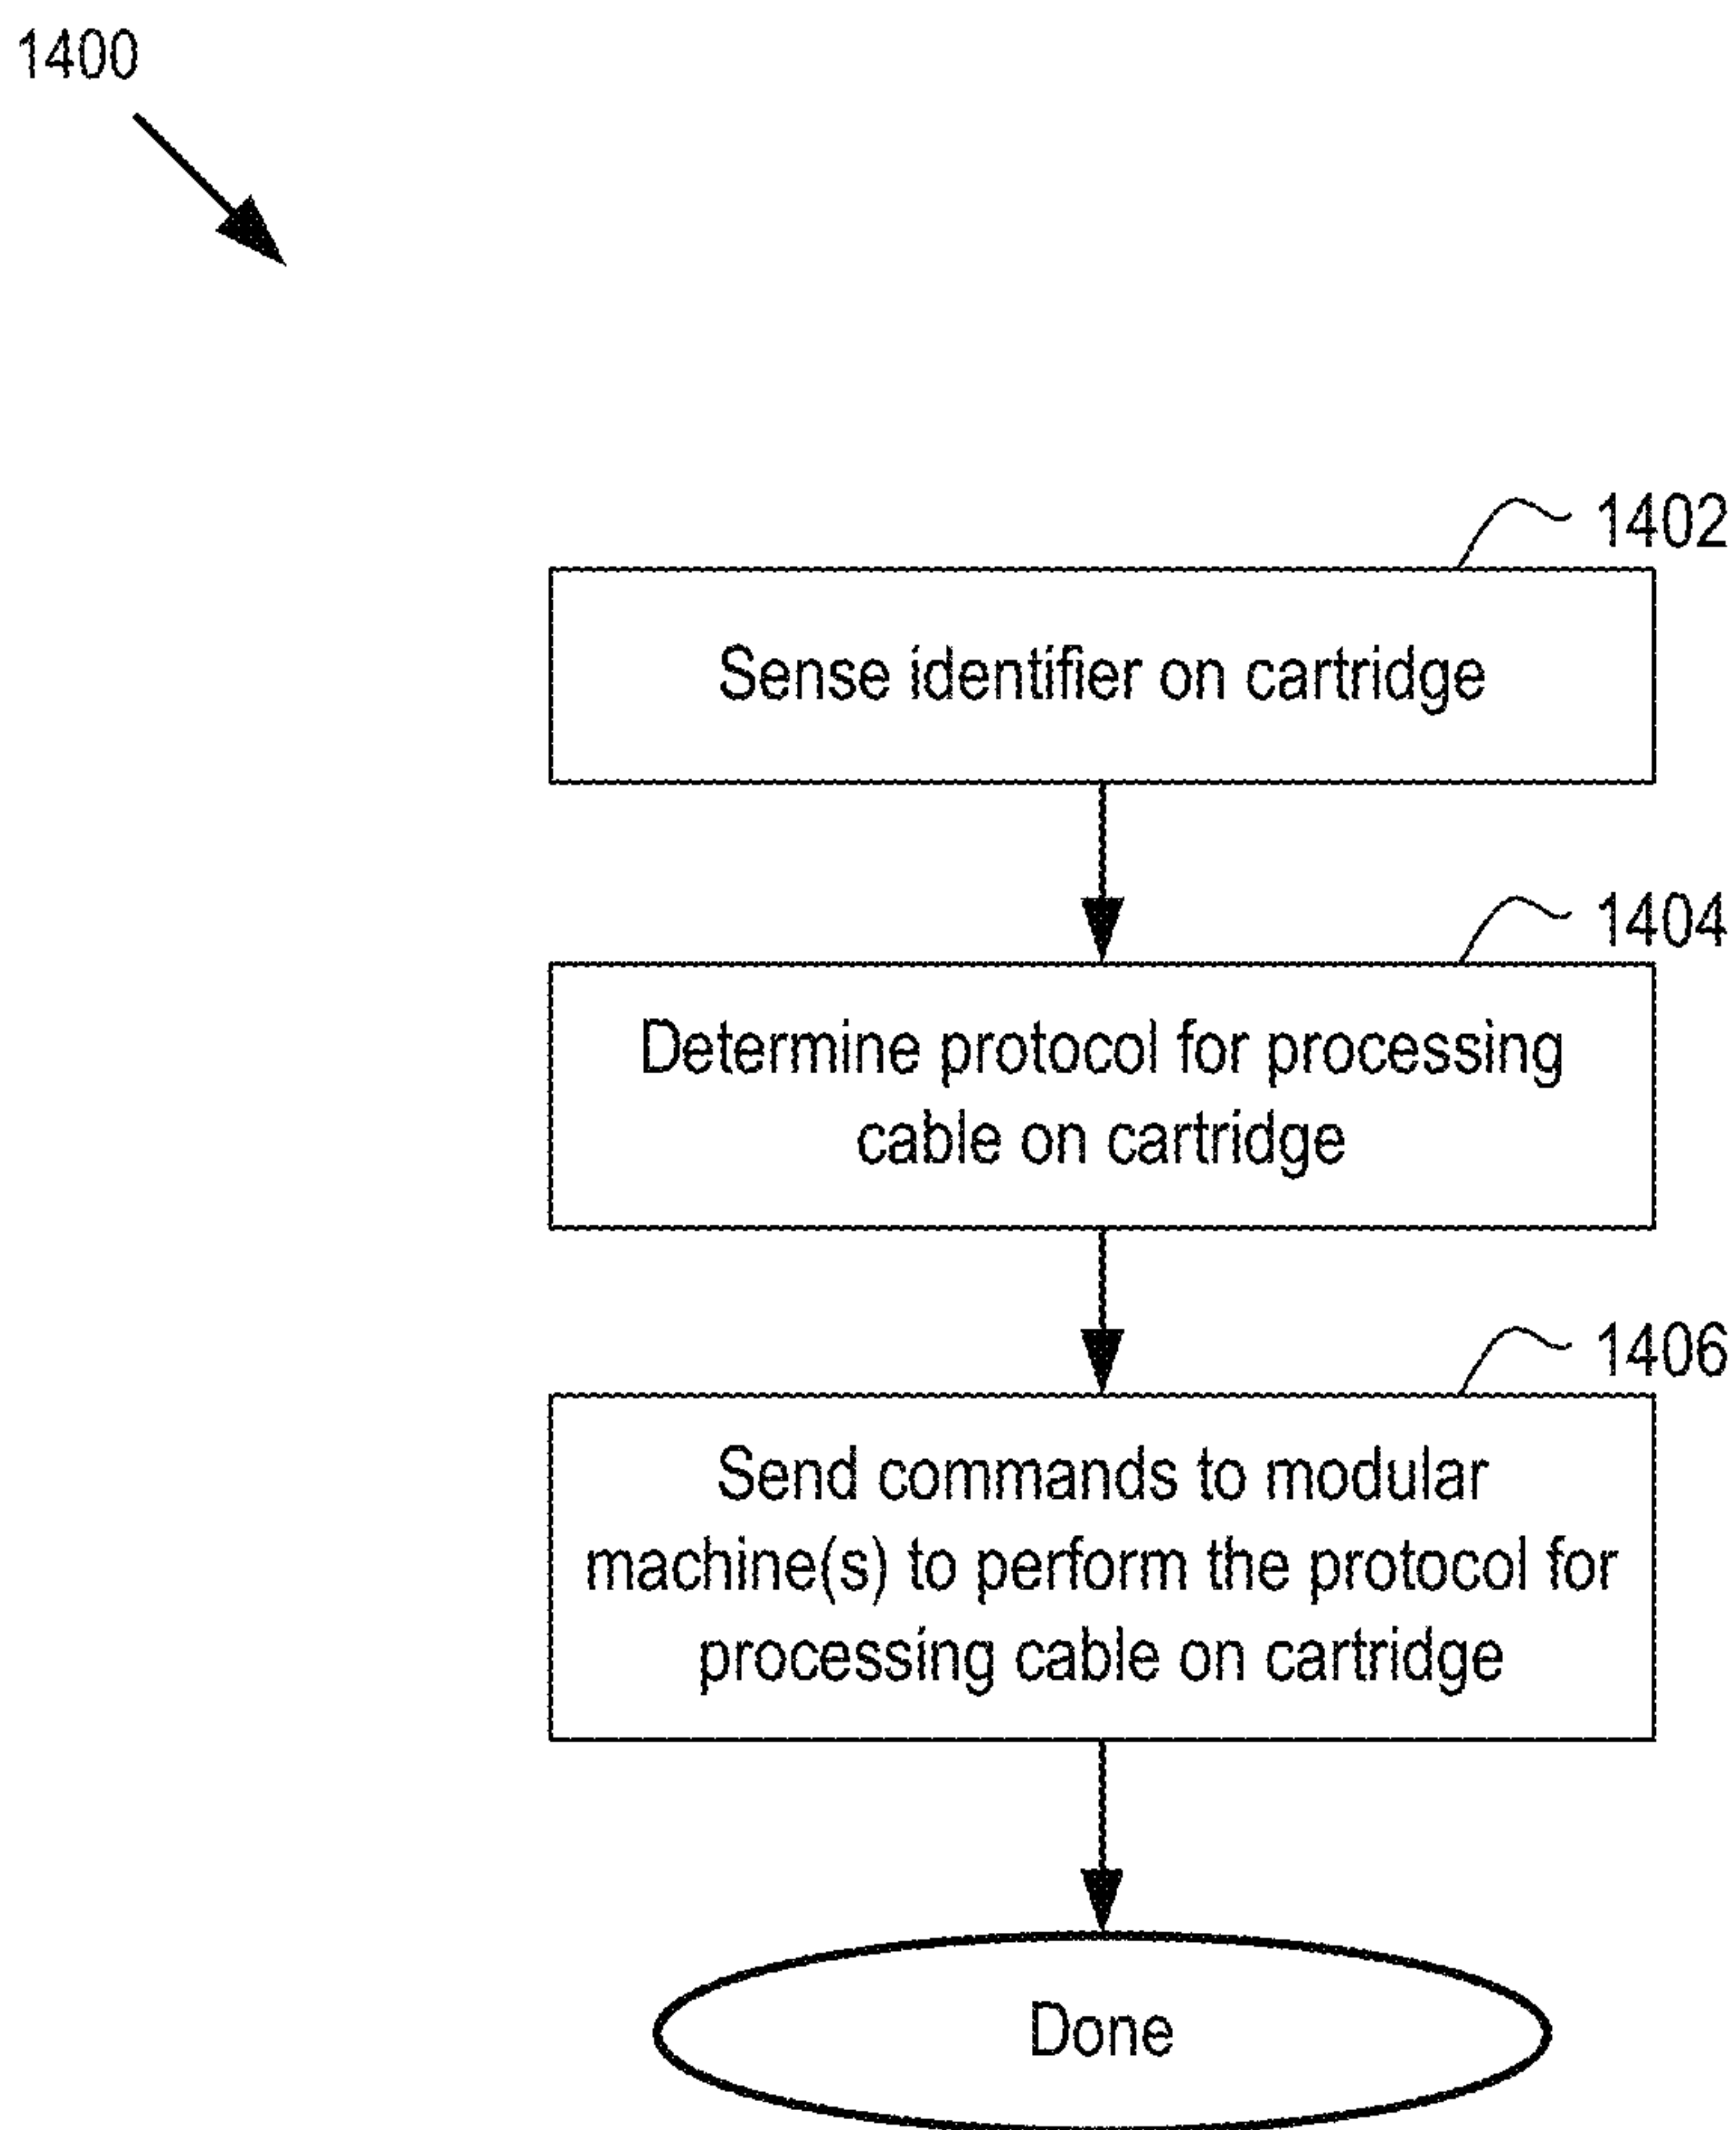 1400
1402
Sense identifier on cartridge
1404
Determine protocol for processing
cable on cartridge
1406
Send commands to modular
machine(s) to perform the protocol for
processing cable on cartridge
Done